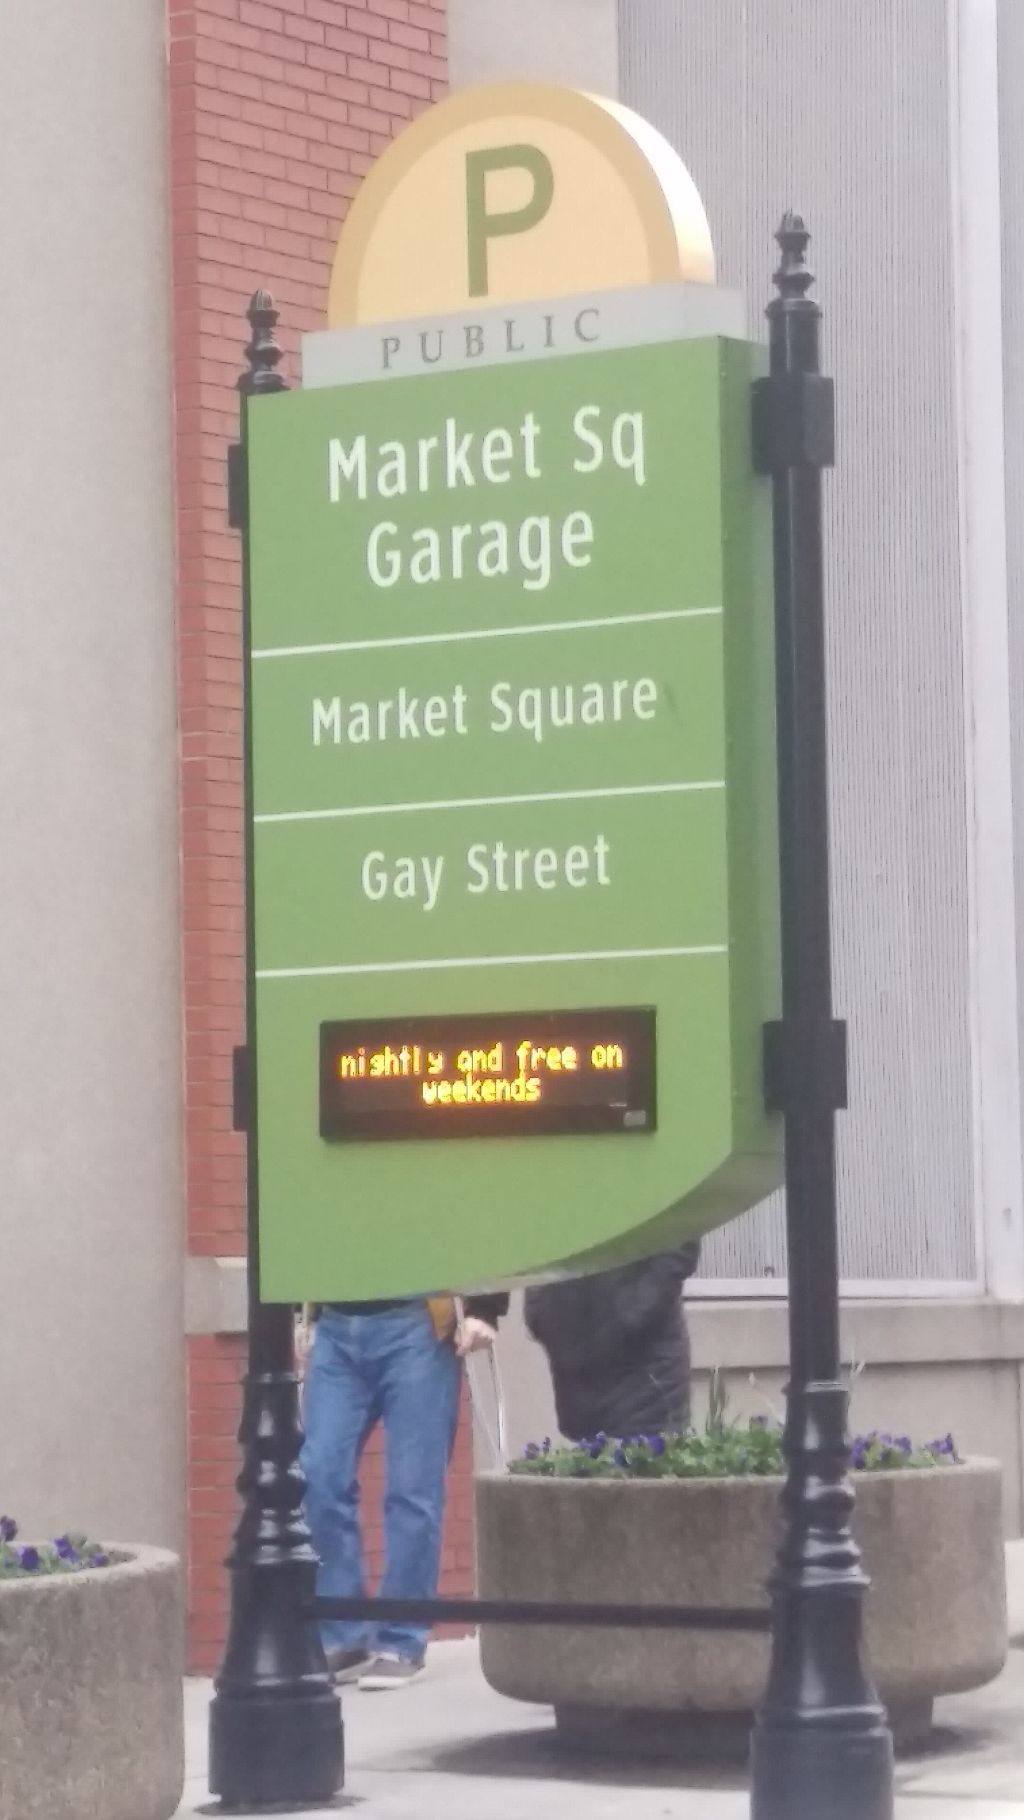 P
PUBLIC
Market Sq
Garage
Market Square
Gay Street
nightly and free on
weekends